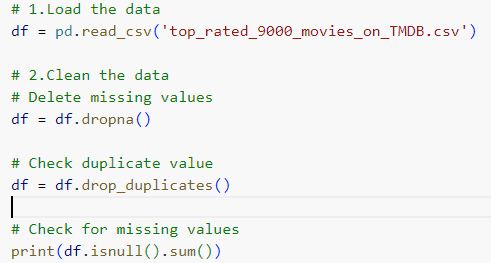 # 1.Load the data
df = pd.read_csv('top_rated_9000_movies_on_TMDB.csv')
# 2.Clean the data
# Delete missing values
df = df.dropna()
# Check duplicate value
df = df.drop_duplicates()
# Check for missing values
print(df.isnull().sum())